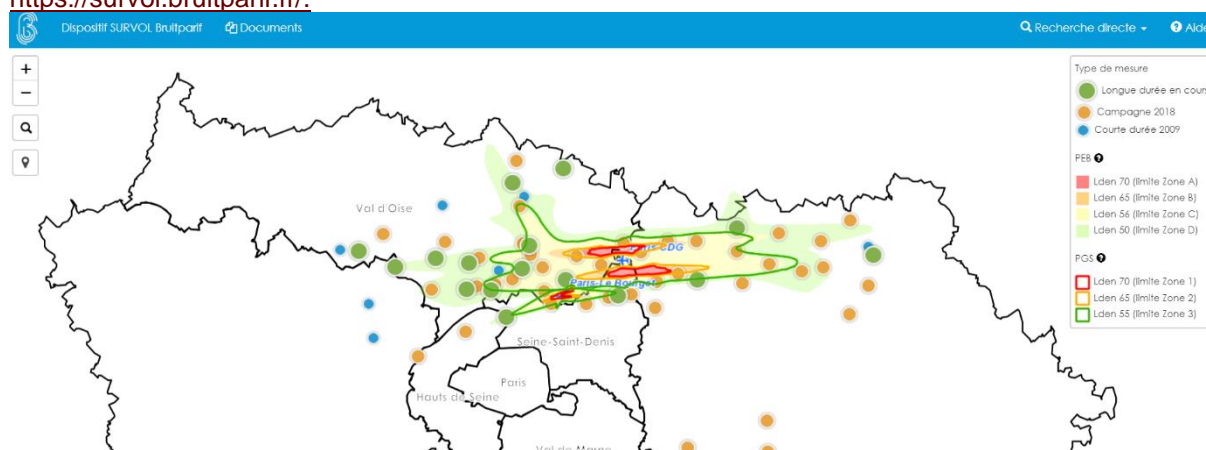 https://survol.bruitparif.fr/.
Dispositif SURVOL Bruitparif Documents Recherche directe Aide
+
−
Type de mesure
Longue durée en cours
Campagne 2018
Courte durée 2009
PEB
Lden 70 (limite Zone A)
Lden 65 (limite Zone B)
Lden 56 (limite Zone C)
Lden 50 (limite Zone D)
PGS
Lden 70 (limite Zone 1)
Lden 65 (limite Zone 2)
Lden 55 (limite Zone 3)
Val d'Oise
Paris CDG
Paris-Le Bourget
Seine-Saint-Denis
Paris
Hauts de Seine
Val de Marne